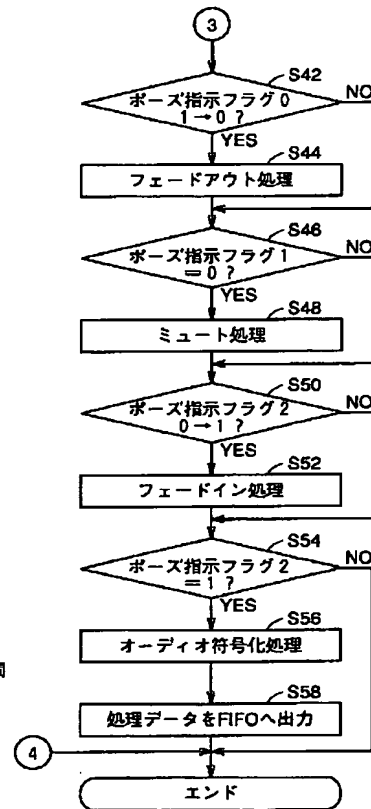 3
S42
ポーズ指示フラグ0
1→0 ?
NO
YES
S44
フェードアウト処理
S46
ポーズ指示フラグ1
=0 ?
NO
YES
S48
ミュート処理
S50
ポーズ指示フラグ2
0→1 ?
NO
YES
S52
フェードイン処理
S54
ポーズ指示フラグ2
=1 ?
NO
YES
S56
オーディオ符号化処理
S58
処理データをFIFOへ出力
4
エンド